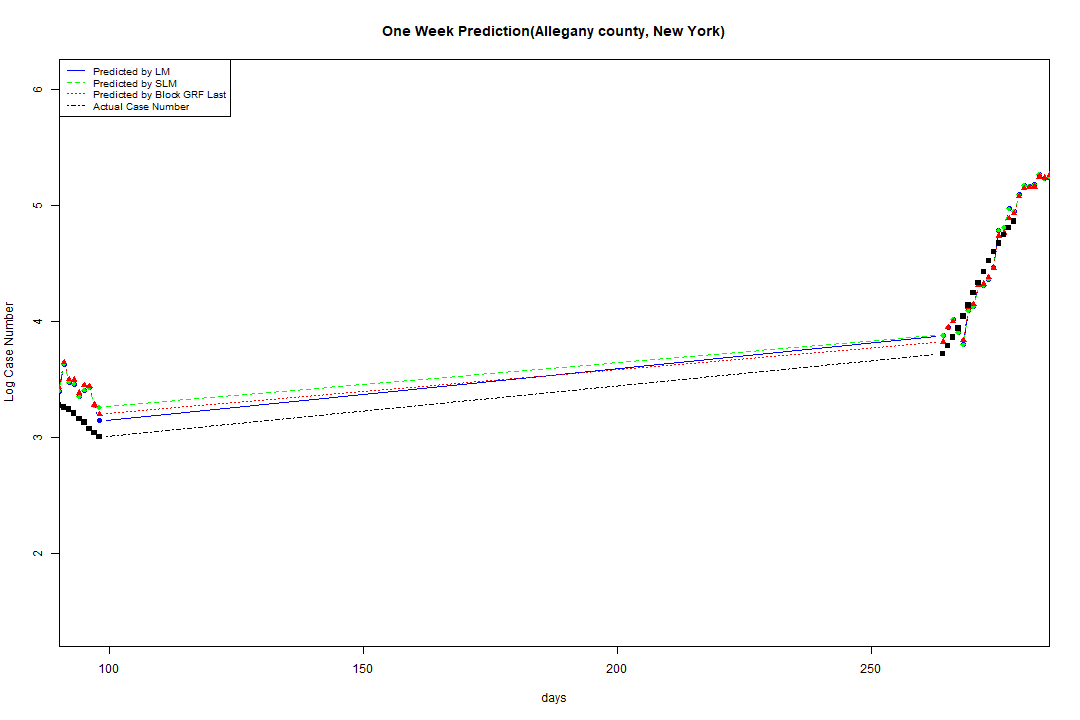 One Week Prediction(Allegany county, New York)
Predicted by LM
Predicted by SLM
Predicted by Block GRF Last
Actual Case Number
6
5
4
3
2
Log Case Number
100 150 200 250
days